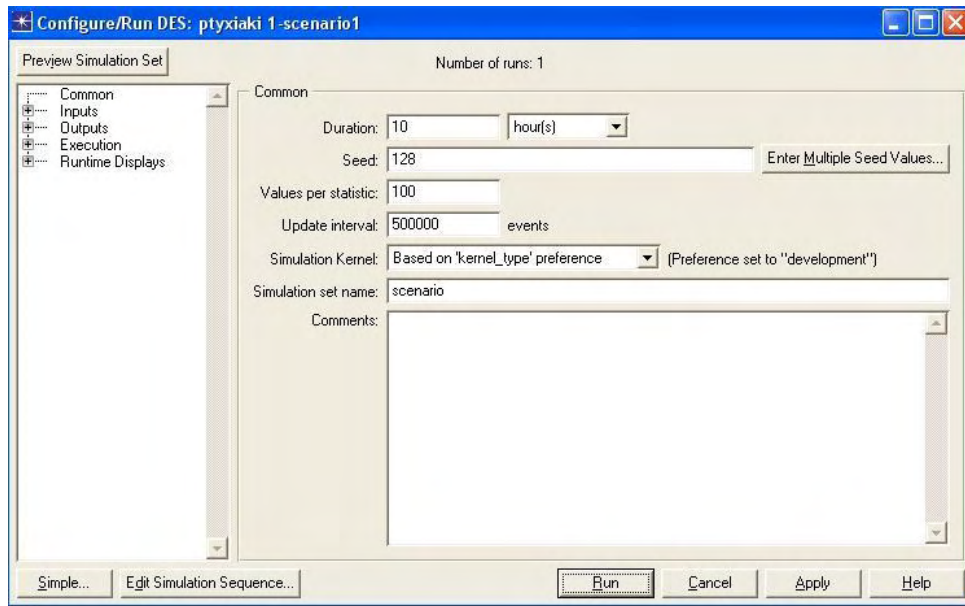 Configure/Run DES: ptyxiaki 1-scenario1
Preview Simulation Set
Number of runs: 1
Common
Inputs
Outputs
Execution
Runtime Displays
Common
Duration: 10 hour(s)
Seed: 128 Enter Multiple Seed Values...
Values per statistic: 100
Update interval: 500000 events
Simulation Kernel: Based on 'kernel_type' preference (Preference set to "development")
Simulation set name: scenario
Comments:
Simple... Edit Simulation Sequence... Run Cancel Apply Help